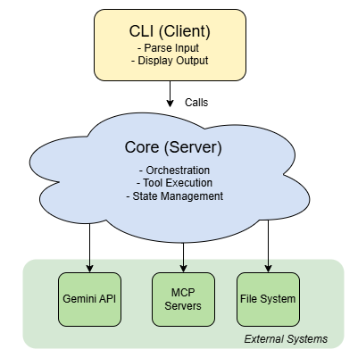 CLI (Client)
- Parse Input
- Display Output
Calls
Core (Server)
- Orchestration
- Tool Execution
- State Management
Gemini API
MCP
Servers
File System
External Systems